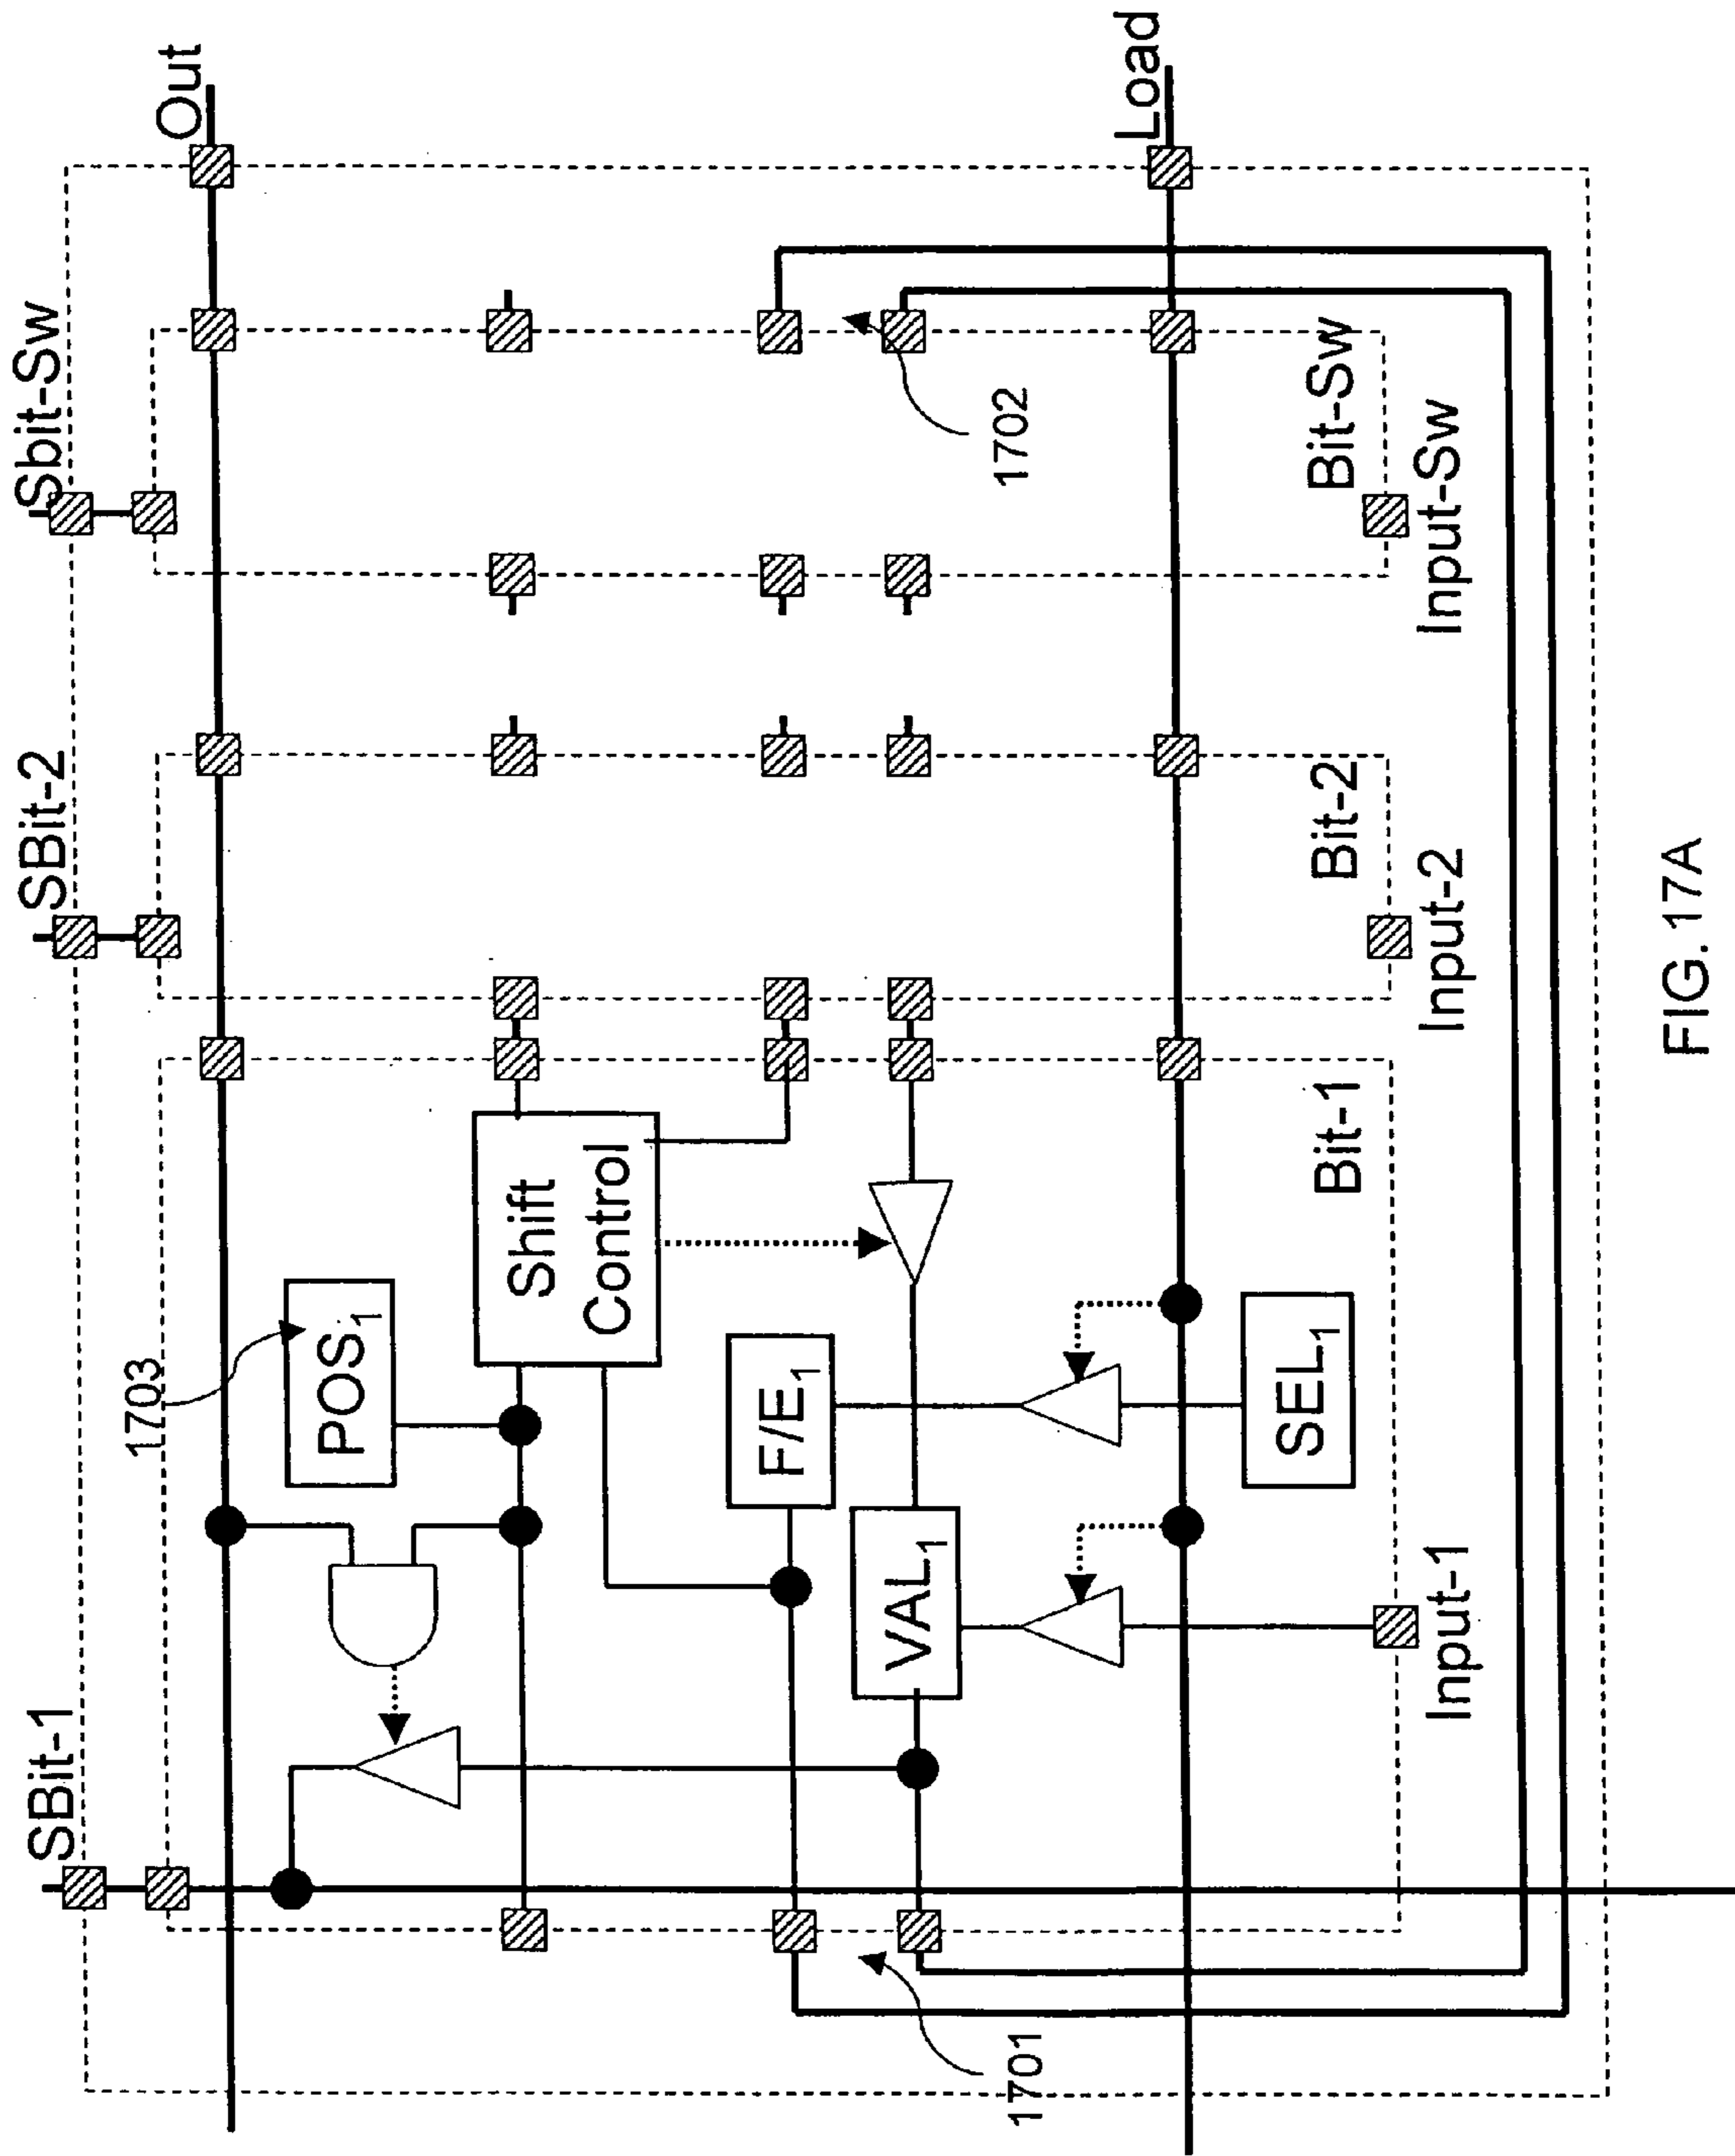 SBit-1
SBit-2
Sbit-Sw
Out
1703
POS1
Shift
Control
F/E1
VAL1
SEL1
1702
Load
1701
Bit-1
Bit-2
Bit-Sw
Input-1
Input-2
Input-Sw
FIG. 17A